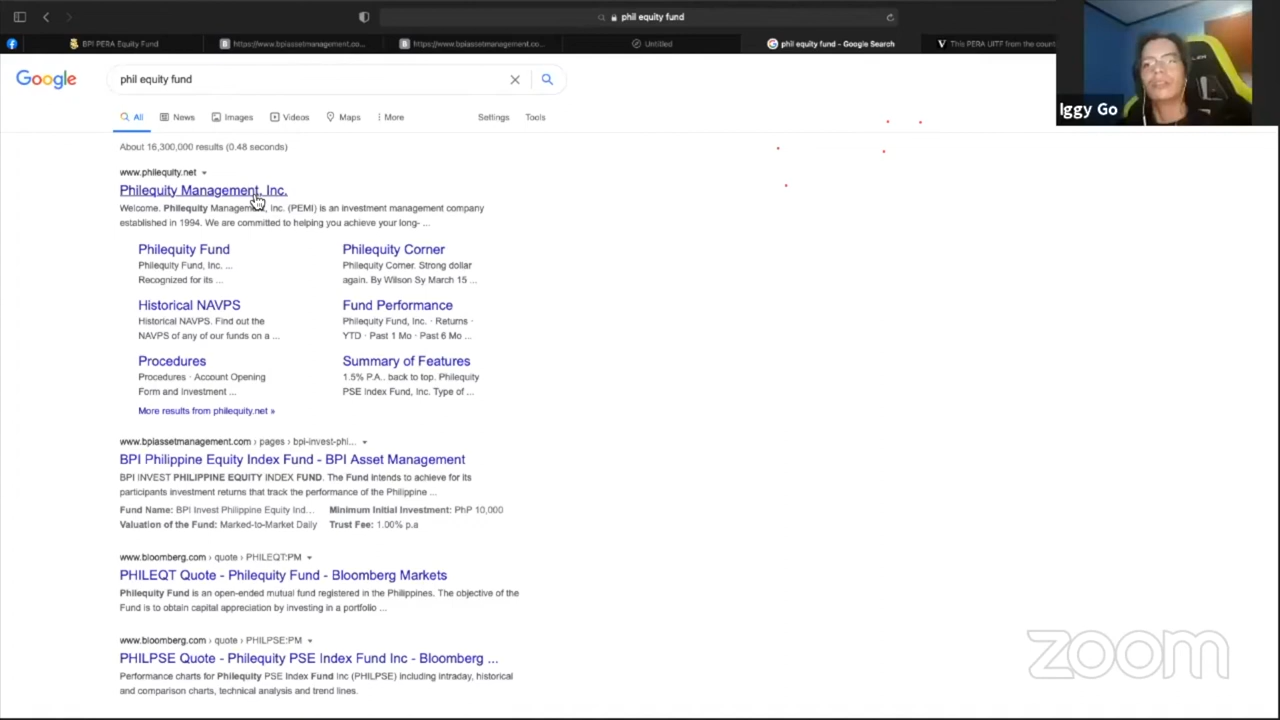 phil equity fund
BPI PERA Equity Fund
https://www.bpiassetmanagement.co...
https://www.bpiassetmanagement.co...
Untitled
phil equity fund - Google Search
This PERA UITF from the count
Iggy Go
Google
phil equity fund
All
News
Images
Videos
Maps
More
Settings
Tools
About 16,300,000 results (0.48 seconds)
www.philequity.net
Philequity Management, Inc.
Welcome. Philequity Management, Inc. (PEMI) is an investment management company
established in 1994. We are committed to helping you achieve your long- ...
Philequity Fund
Philequity Fund, Inc. ...
Recognized for its ...
Philequity Corner
Philequity Corner. Strong dollar
again. By Wilson Sy March 15 ...
Historical NAVPS
Historical NAVPS. Find out the
NAVPS of any of our funds on a ...
Fund Performance
Philequity Fund, Inc. · Returns ·
YTD · Past 1 Mo · Past 6 Mo ...
Procedures
Procedures · Account Opening
Form and Investment ...
Summary of Features
1.5% P.A.. back to top. Philequity
PSE Index Fund, Inc. Type of ...
More results from philequity.net »
www.bpiassetmanagement.com › pages › bpi-invest-phi...
BPI Philippine Equity Index Fund - BPI Asset Management
BPI INVEST PHILIPPINE EQUITY INDEX FUND. The Fund intends to achieve for its
participants investment returns that track the performance of the Philippine ...
Fund Name: BPI Invest Philippine Equity Ind... Minimum Initial Investment: PhP 10,000
Valuation of the Fund: Marked-to-Market Daily Trust Fee: 1.00% p.a
www.bloomberg.com › quote › PHILEQT:PM
PHILEQT Quote - Philequity Fund - Bloomberg Markets
Philequity Fund is an open-ended mutual fund registered in the Philippines. The objective of the
Fund is to obtain capital appreciation by investing in a portfolio ...
www.bloomberg.com › quote › PHILPSE:PM
PHILPSE Quote - Philequity PSE Index Fund Inc - Bloomberg ...
Performance charts for Philequity PSE Index Fund Inc (PHILPSE) including intraday, historical
and comparison charts, technical analysis and trend lines.
zoom